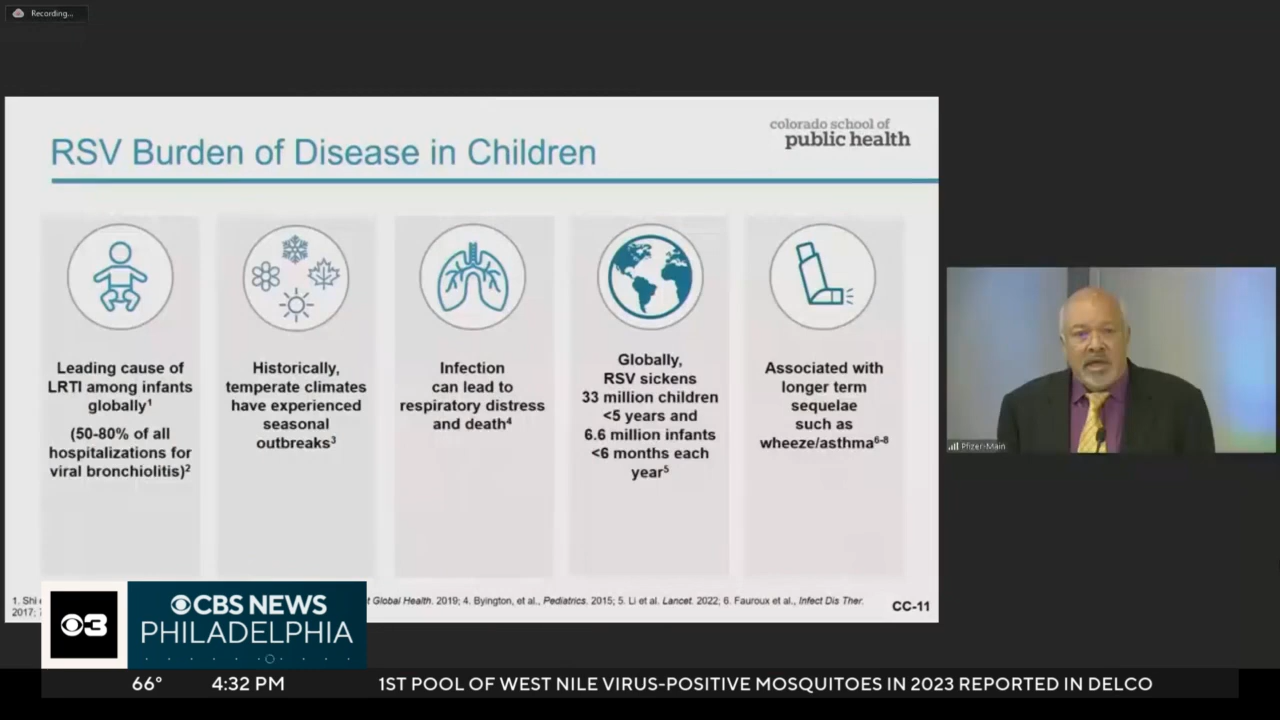 Recording...
RSV Burden of Disease in Children
colorado school of
public health
Leading cause of
LRTI among infants
globally1
(50-80% of all
hospitalizations for
viral bronchiolitis)2
Historically,
temperate climates
have experienced
seasonal
outbreaks3
Infection
can lead to
respiratory distress
and death4
Globally,
RSV sickens
33 million children
<5 years and
6.6 million infants
<6 months each
year5
Associated with
longer term
sequelae
such as
wheeze/asthma6-8
Pfizer-Main
1. Shi Global Health. 2019; 4. Byington, et al., Pediatrics. 2015; 5. Li et al. Lancet. 2022; 6. Fauroux et al., Infect Dis Ther.
2017;
CC-11
3
CBS NEWS
PHILADELPHIA
66° 4:32 PM 1ST POOL OF WEST NILE VIRUS-POSITIVE MOSQUITOES IN 2023 REPORTED IN DELCO